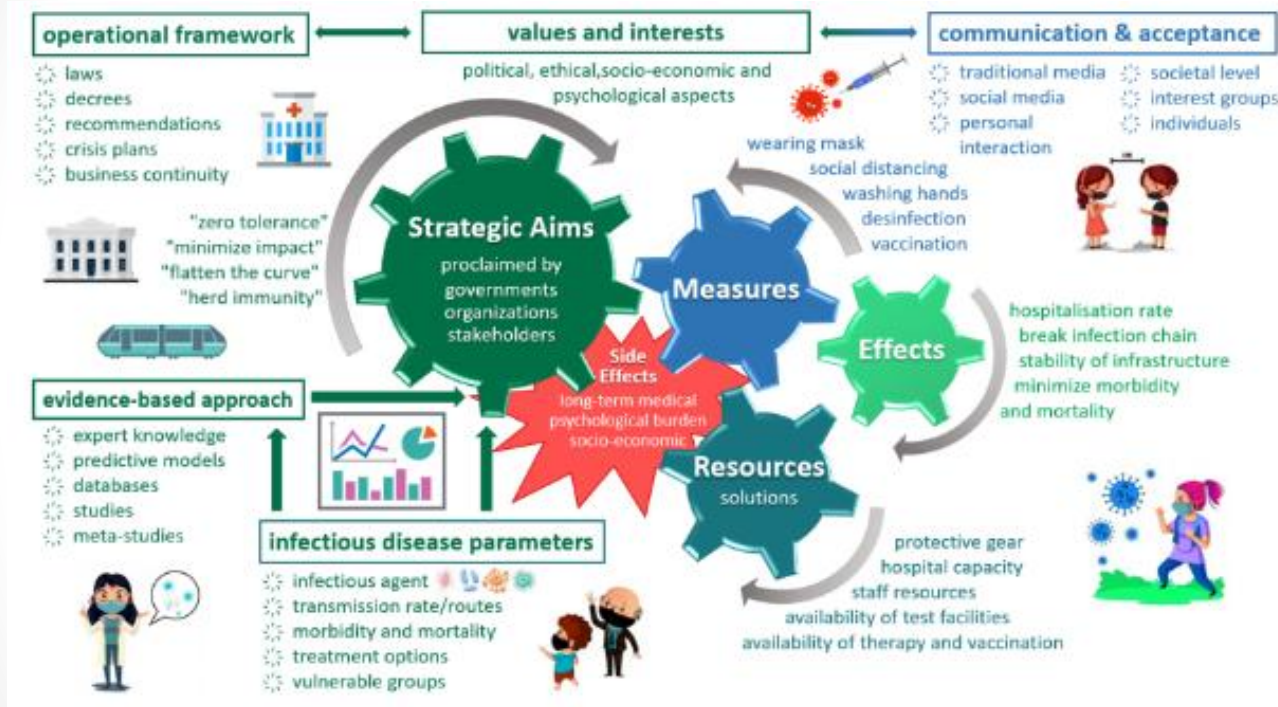 operational framework
laws
decrees
recommendations
crisis plans
business continuity
values and interests
political, ethical,socio-economic and
psychological aspects
communication & acceptance
traditional media
social media
personal
interaction
societal level
interest groups
individuals
wearing mask
social distancing
washing hands
desinfection
vaccination
"zero tolerance"
"minimize impact"
"flatten the curve"
"herd immunity"
Strategic Aims
proclaimed by
governments
organizations
stakeholders
Measures
Effects
hospitalisation rate
break infection chain
stability of infrastructure
minimize morbidity
and mortality
Side
Effects
long-term medical
psychological burden
socio-economic
Resources
solutions
protective gear
hospital capacity
staff resources
availability of test facilities
availability of therapy and vaccination
evidence-based approach
expert knowledge
predictive models
databases
studies
meta-studies
infectious disease parameters
infectious agent
transmission rate/routes
morbidity and mortality
treatment options
vulnerable groups